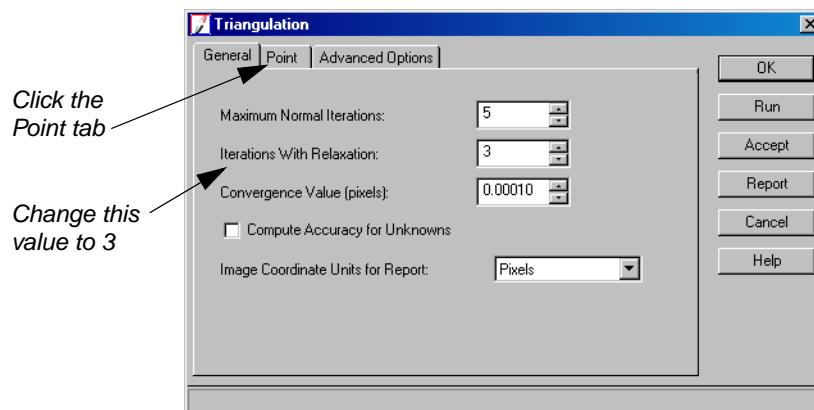 Triangulation
General Point Advanced Options
OK
Click the
Point tab
Maximum Normal Iterations: 5
Run
Iterations With Relaxation: 3
Accept
Convergence Value (pixels): 0.00010
Report
Change this
value to 3
Compute Accuracy for Unknowns
Cancel
Image Coordinate Units for Report: Pixels
Help